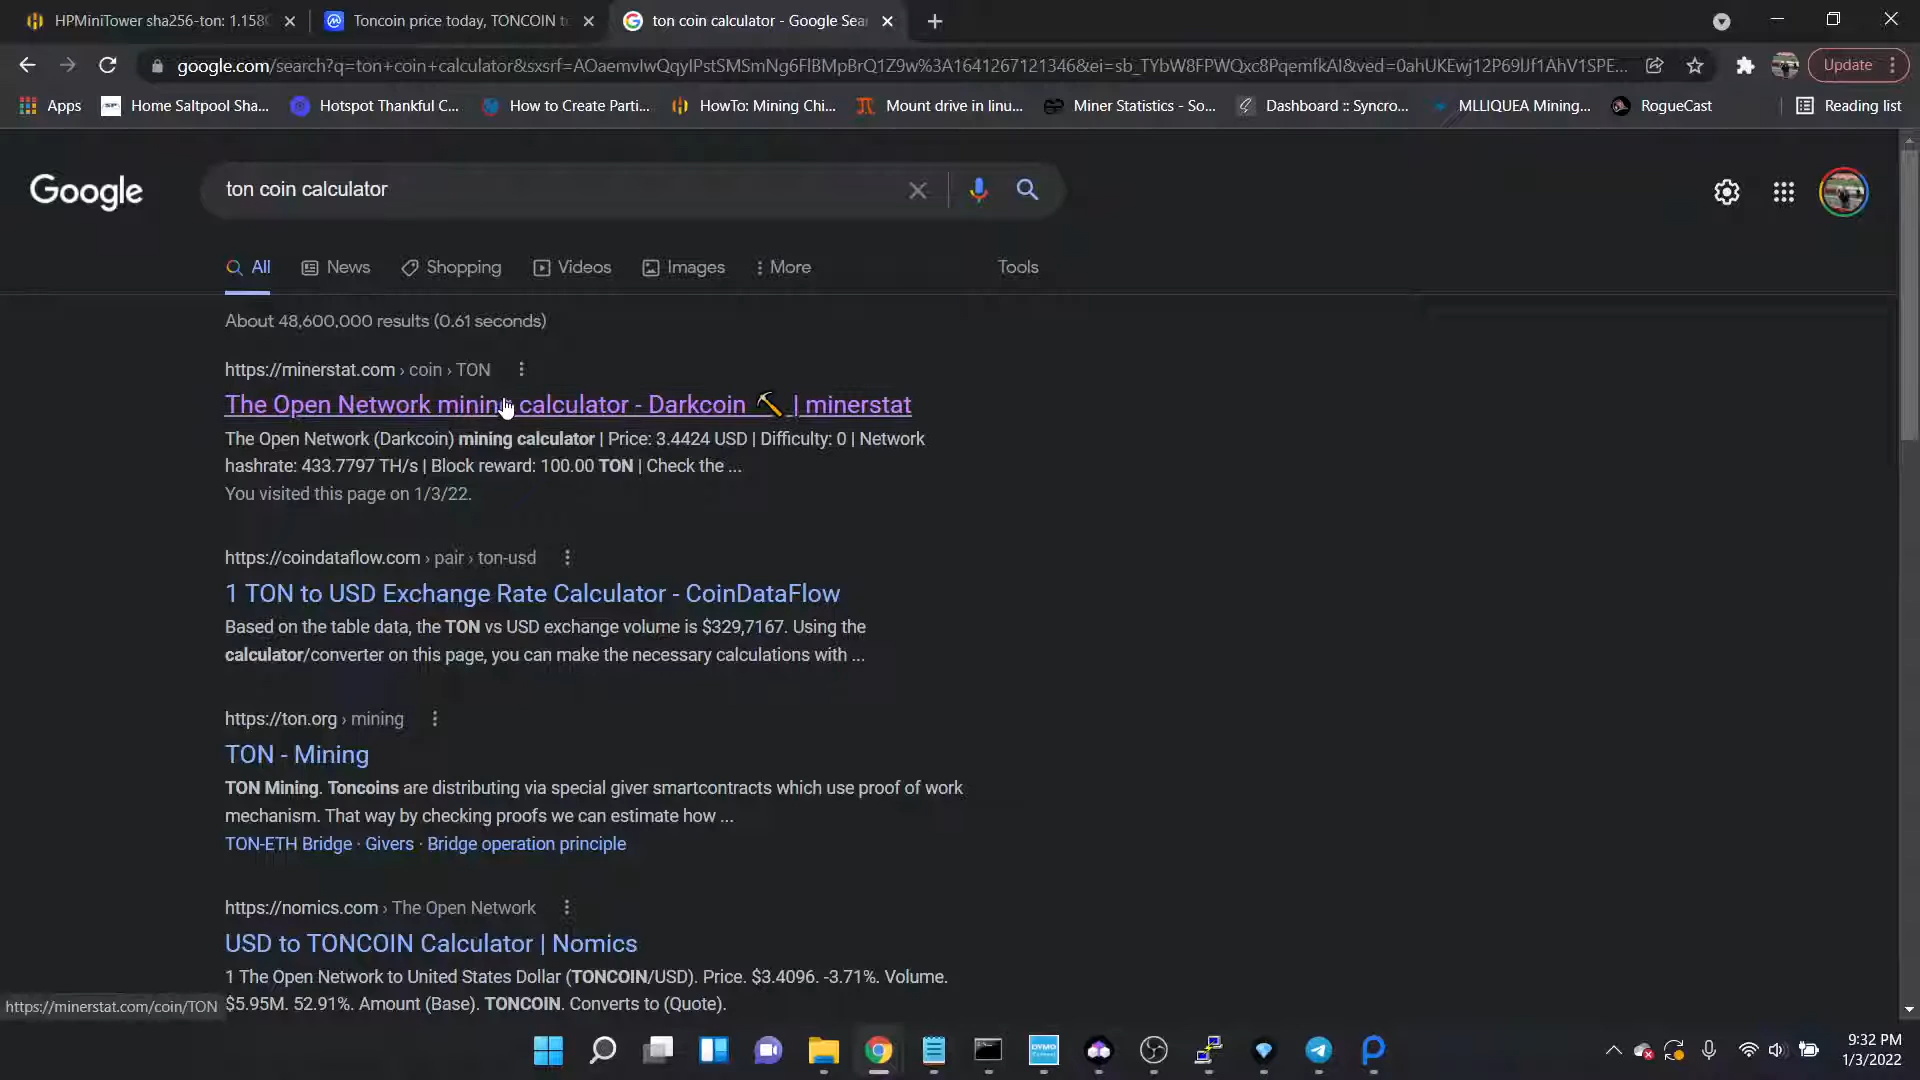 HPMiniTower sha256-ton: 1.158
Toncoin price today, TONCOIN to
ton coin calculator - Google Sea
google.com/search?q=ton+coin+calculator&sxsrf=AOaemvIwQqyIPstSMSmNg6FlBMpBrQ1Z9w%3A1641267121346&ei=sb_TYbW8FPWQxc8PqemfkAI&ved=0ahUKEwj12P69lJf1AhV1SPE...
Update
Apps
Home Saltpool Sha...
Hotspot Thankful C...
How to Create Parti...
HowTo: Mining Chi...
Mount drive in linu...
Miner Statistics - So...
Dashboard :: Syncro...
MLLIQUEA Mining...
RogueCast
Reading list
Google
ton coin calculator
All
News
Shopping
Videos
Images
More
Tools
About 48,600,000 results (0.61 seconds)
https://minerstat.com › coin › TON
The Open Network mining calculator - Darkcoin | minerstat
The Open Network (Darkcoin) mining calculator | Price: 3.4424 USD | Difficulty: 0 | Network
hashrate: 433.7797 TH/s | Block reward: 100.00 TON | Check the ...
You visited this page on 1/3/22.
https://coindataflow.com › pair › ton-usd
1 TON to USD Exchange Rate Calculator - CoinDataFlow
Based on the table data, the TON vs USD exchange volume is $329,7167. Using the
calculator/converter on this page, you can make the necessary calculations with ...
https://ton.org › mining
TON - Mining
TON Mining. Toncoins are distributing via special giver smartcontracts which use proof of work
mechanism. That way by checking proofs we can estimate how ...
TON-ETH Bridge · Givers · Bridge operation principle
https://nomics.com › The Open Network
USD to TONCOIN Calculator | Nomics
1 The Open Network to United States Dollar (TONCOIN/USD). Price. $3.4096. -3.71%. Volume.
$5.95M. 52.91%. Amount (Base). TONCOIN. Converts to (Quote).
https://minerstat.com/coin/TON
DYMO
9:32 PM
1/3/2022